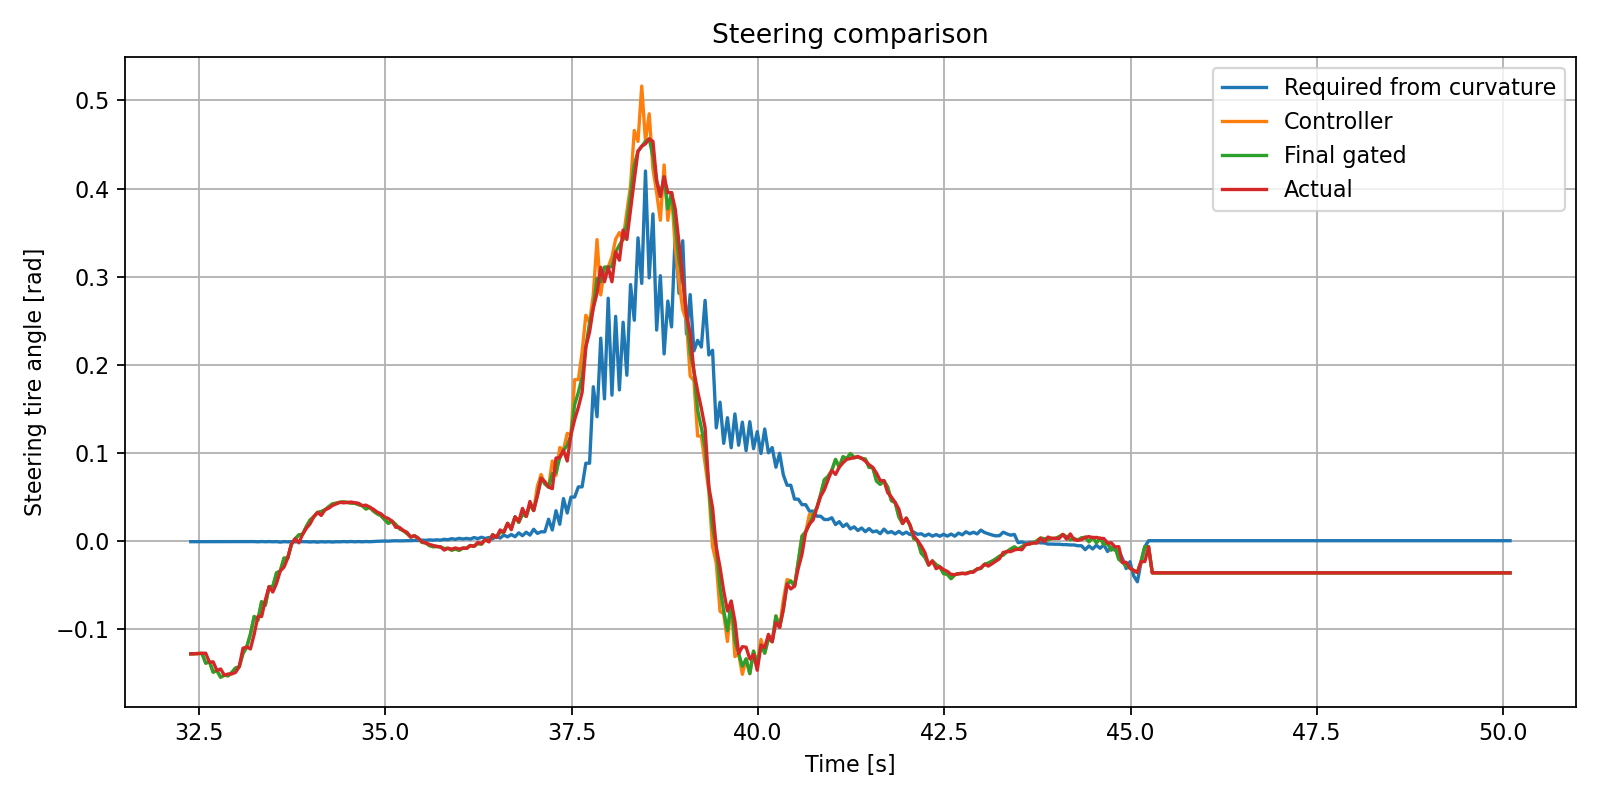 Steering comparison
Required from curvature
Controller
Final gated
Actual
Steering tire angle [rad]
0.5
0.4
0.3
0.2
0.1
0.0
−0.1
32.5 35.0 37.5 40.0 42.5 45.0 47.5 50.0
Time [s]